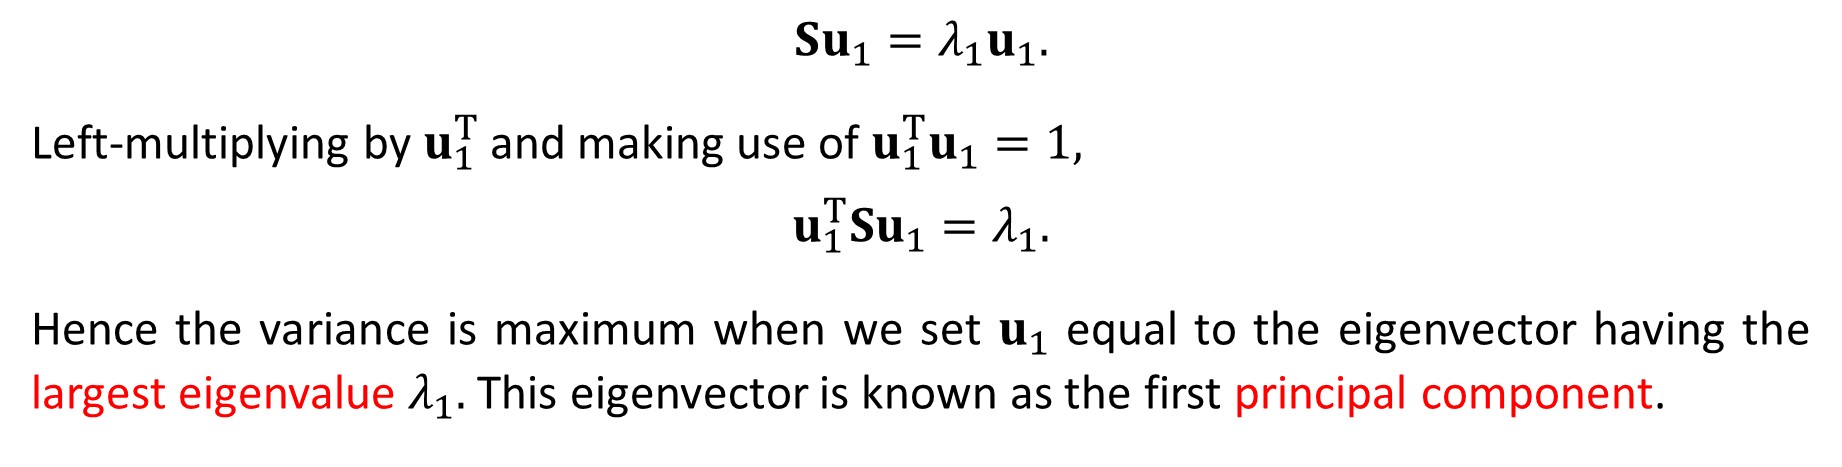 𝐒𝐮₁ = λ₁𝐮₁.
Left-multiplying by 𝐮₁ᵀ and making use of 𝐮₁ᵀ𝐮₁ = 1,
𝐮₁ᵀ𝐒𝐮₁ = λ₁.
Hence the variance is maximum when we set 𝐮₁ equal to the eigenvector having the
largest eigenvalue λ₁. This eigenvector is known as the first principal component.